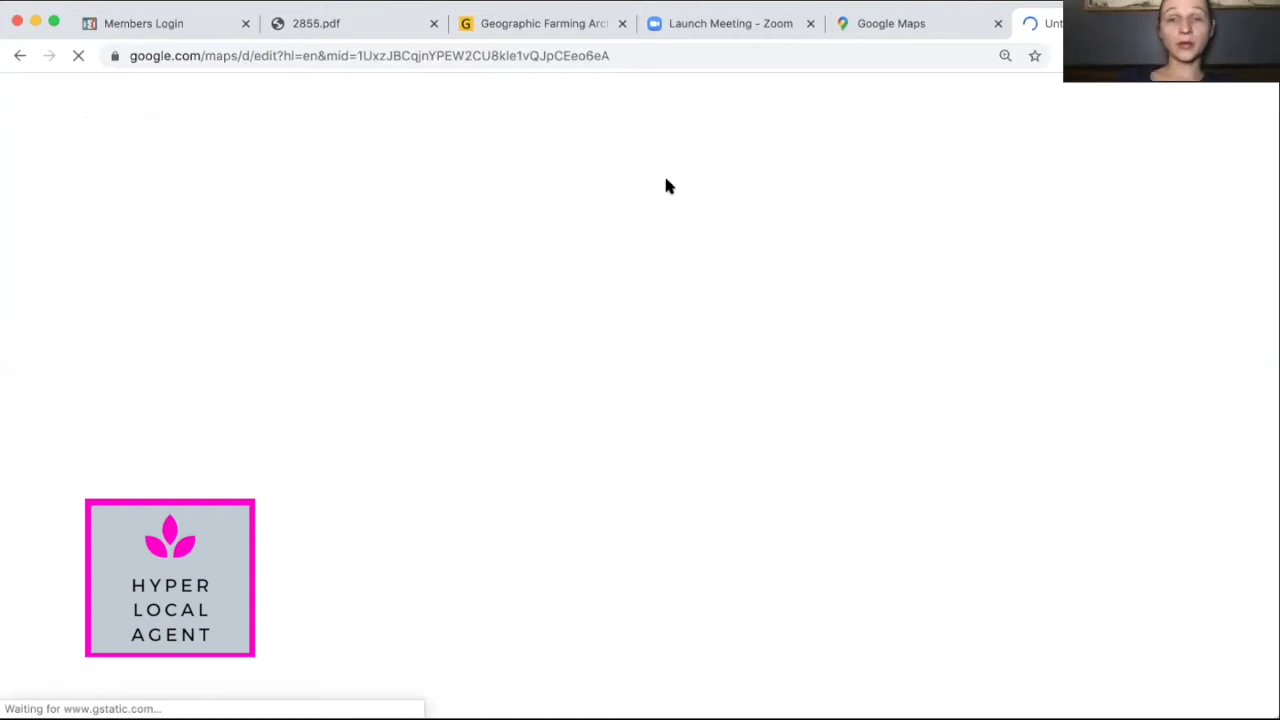 Members Login
2855.pdf
Geographic Farming Arc
Launch Meeting - Zoom
Google Maps
Unt
google.com/maps/d/edit?hl=en&mid=1UxzJBCqjnYPEW2CU8kle1vQJpCEeo6eA
HYPER
LOCAL
AGENT
Waiting for www.gstatic.com...